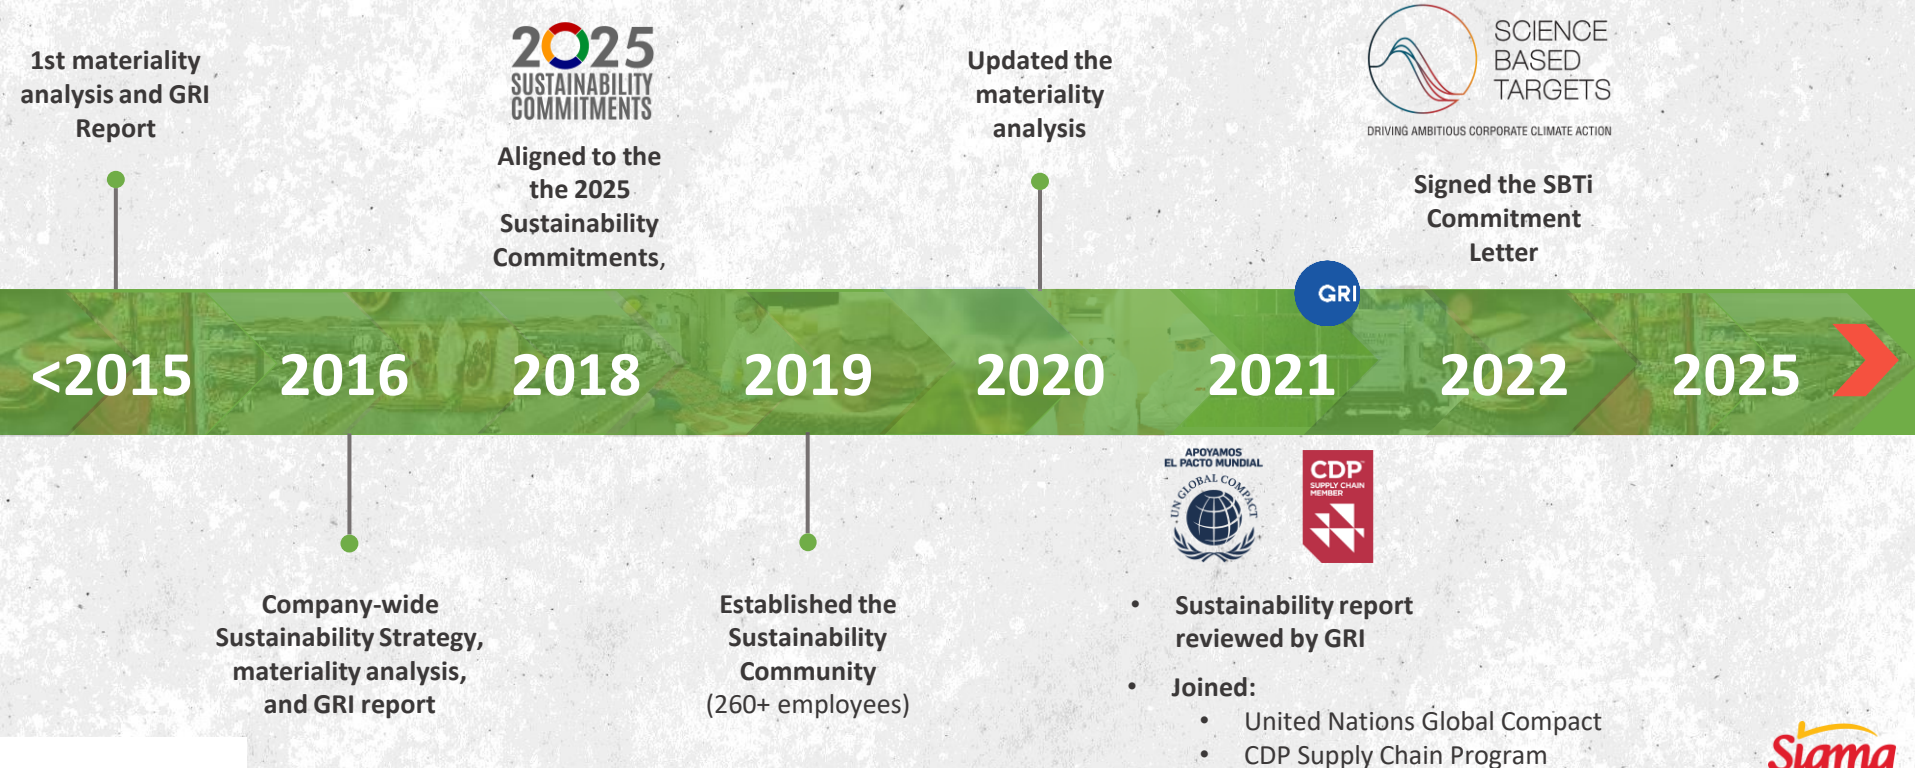 1st materiality
analysis and GRI
Report
2025
SUSTAINABILITY
COMMITMENTS
Aligned to the
the 2025
Sustainability
Commitments,
Updated the
materiality
analysis
SCIENCE
BASED
TARGETS
DRIVING AMBITIOUS CORPORATE CLIMATE ACTION
Signed the SBTi
Commitment
Letter
GRI
<2015 2016 2018 2019 2020 2021 2022 2025
Company-wide
Sustainability Strategy,
materiality analysis,
and GRI report
Established the
Sustainability
Community
(260+ employees)
APOYAMOS
EL PACTO MUNDIAL
UN GLOBAL COMPACT
CDP
SUPPLY CHAIN
MEMBER
• Sustainability report
reviewed by GRI
• Joined:
• United Nations Global Compact
• CDP Supply Chain Program
Sigma